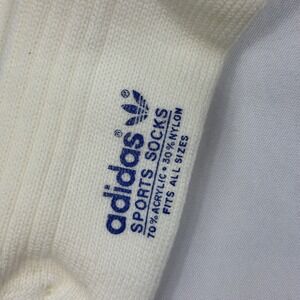 adidas®
SPORTS SOCKS
70% ACRYLIC • 30% NYLON
FITS ALL SIZES